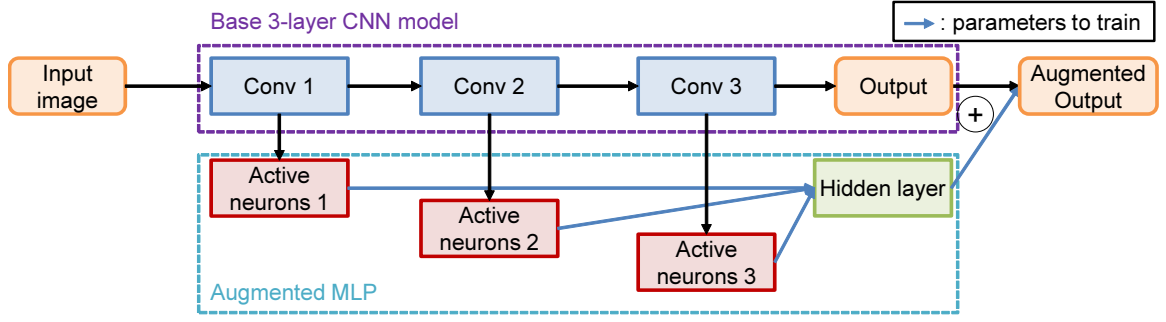 Base 3-layer CNN model
: parameters to train
Input
image
Conv 1
Conv 2
Conv 3
Output
Augmented
Output
+
Active
neurons 1
Active
neurons 2
Active
neurons 3
Hidden layer
Augmented MLP